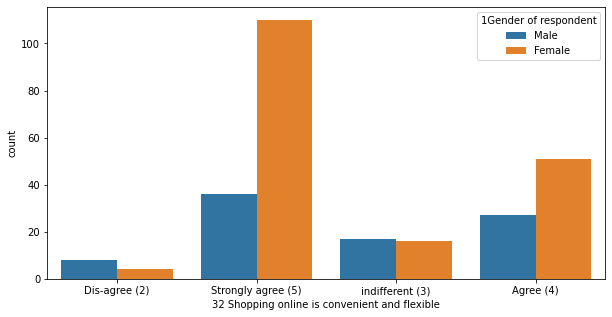 1Gender of respondent
Male
Female
count
100
80
60
40
20
0
Dis-agree (2) Strongly agree (5) indifferent (3) Agree (4)
32 Shopping online is convenient and flexible